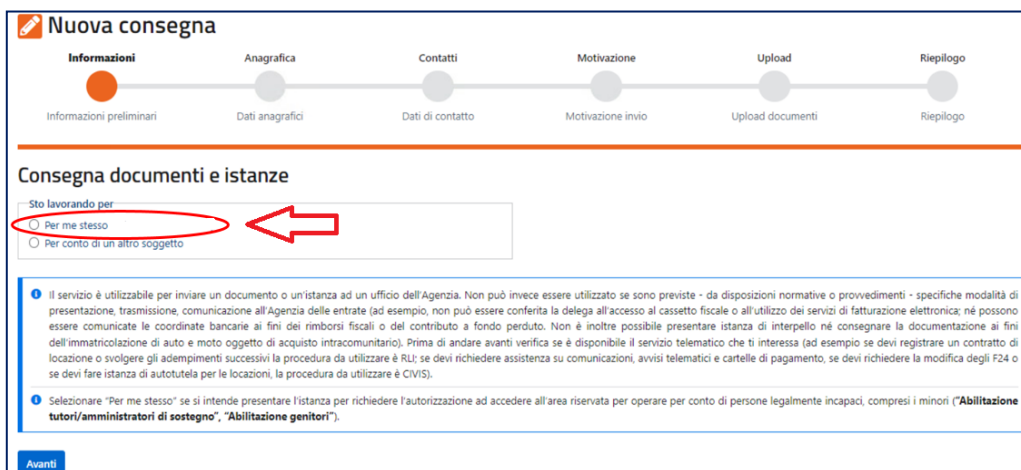 Nuova consegna
Informazioni Anagrafica Contatti Motivazione Upload Riepilogo
Informazioni preliminari Dati anagrafici Dati di contatto Motivazione invio Upload documenti Riepilogo
Consegna documenti e istanze
Sto lavorando per
Per me stesso
Per conto di un altro soggetto
Il servizio è utilizzabile per inviare un documento o un'istanza ad un ufficio dell'Agenzia. Non può invece essere utilizzato se sono previste - da disposizioni normative o provvedimenti - specifiche modalità di
presentazione, trasmissione, comunicazione all'Agenzia delle entrate (ad esempio, non può essere conferita la delega all'accesso al cassetto fiscale o all'utilizzo dei servizi di fatturazione elettronica; né possono
essere comunicate le coordinate bancarie ai fini dei rimborsi fiscali o del contributo a fondo perduto. Non è inoltre possibile presentare istanza di interpello né consegnare la documentazione ai fini
dell'immatricolazione di auto e moto oggetto di acquisto intracomunitario). Prima di andare avanti verifica se è disponibile il servizio telematico che ti interessa (ad esempio se devi registrare un contratto di
locazione o svolgere gli adempimenti successivi la procedura da utilizzare è RLI; se devi richiedere assistenza su comunicazioni, avvisi telematici e cartelle di pagamento, se devi richiedere la modifica degli F24 o
se devi fare istanza di autotutela per le locazioni, la procedura da utilizzare è CIVIS).
Selezionare "Per me stesso" se si intende presentare l'istanza per richiedere l'autorizzazione ad accedere all'area riservata per operare per conto di persone legalmente incapaci, compresi i minori ("Abilitazione
tutori/amministratori di sostegno", "Abilitazione genitori").
Avanti